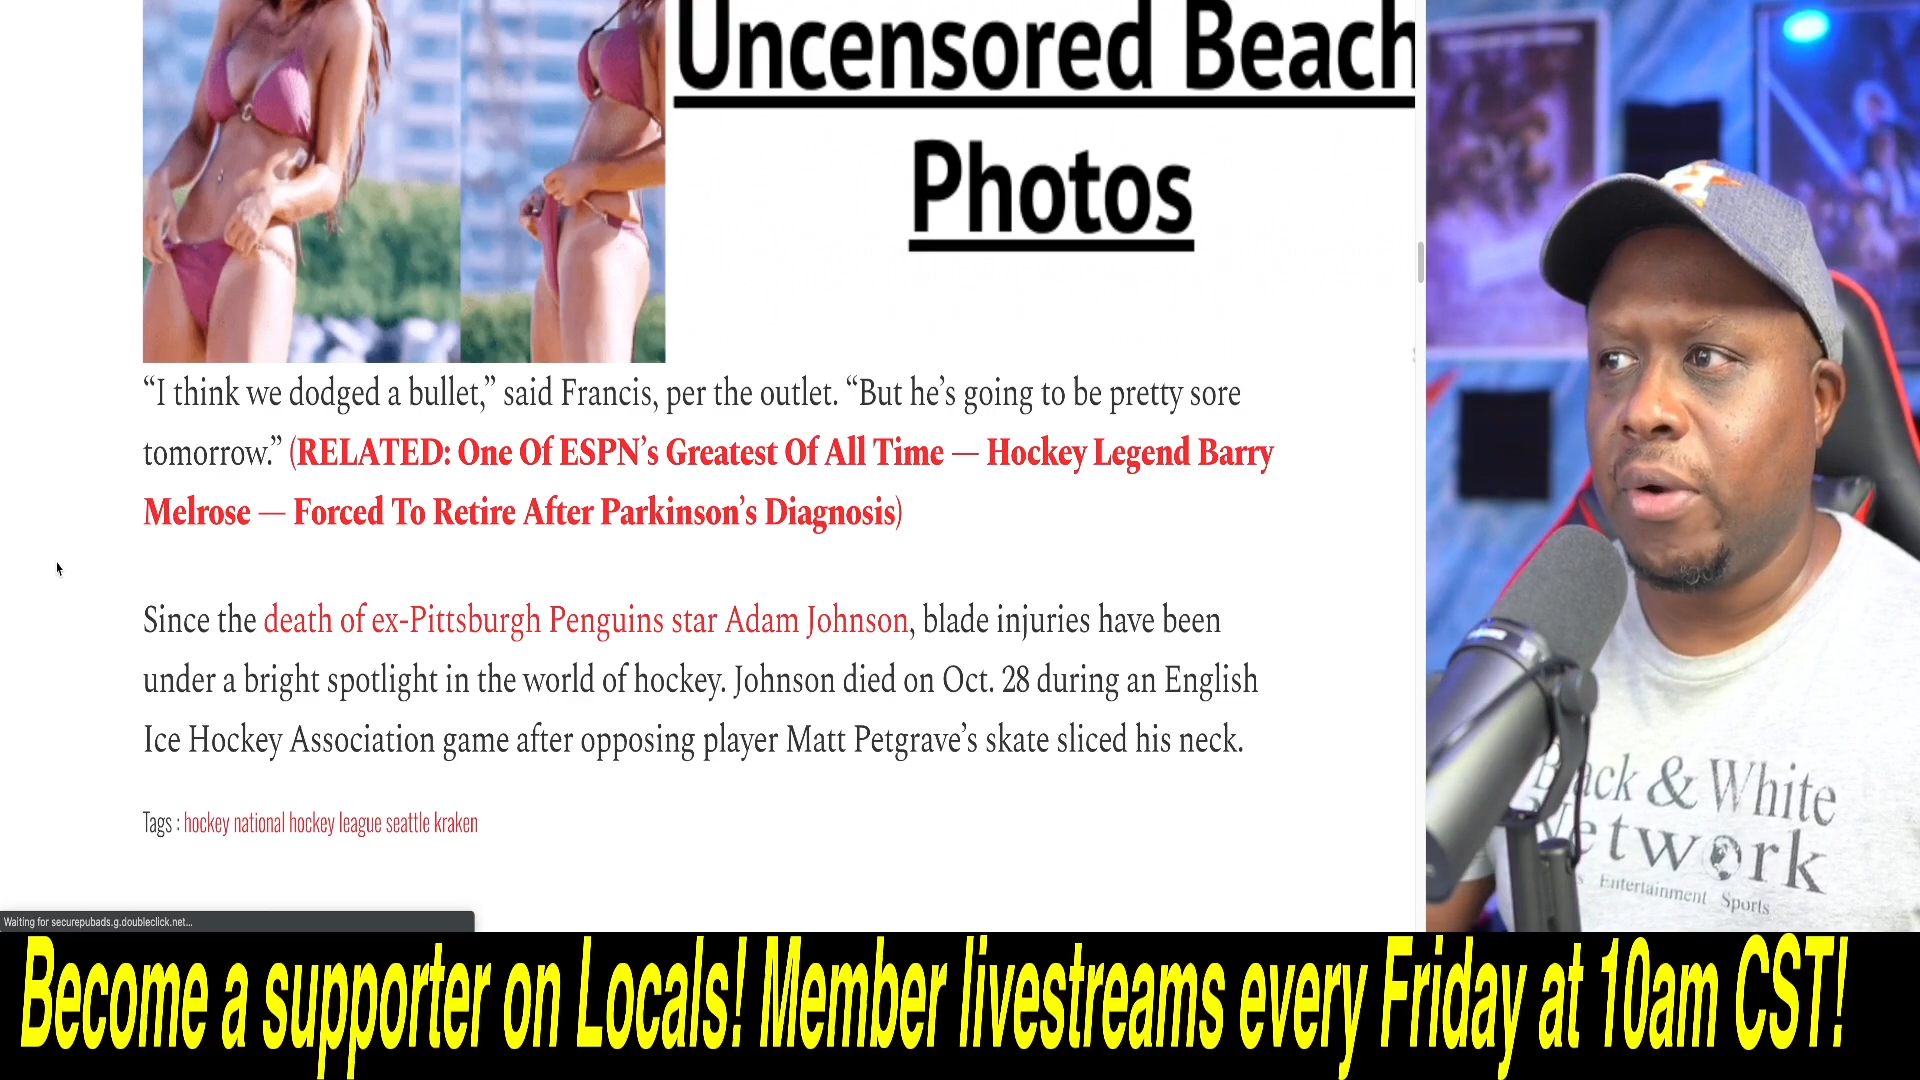 Uncensored Beach
Photos
“I think we dodged a bullet,” said Francis, per the outlet. “But he’s going to be pretty sore
tomorrow.” (RELATED: One Of ESPN’s Greatest Of All Time — Hockey Legend Barry
Melrose — Forced To Retire After Parkinson’s Diagnosis)
Since the death of ex-Pittsburgh Penguins star Adam Johnson, blade injuries have been
under a bright spotlight in the world of hockey. Johnson died on Oct. 28 during an English
Ice Hockey Association game after opposing player Matt Petgrave’s skate sliced his neck.
Tags : hockey national hockey league seattle kraken
Waiting for securepubads.g.doubleclick.net...
Black & White
Network
Entertainment Sports
Become a supporter on Locals! Member livestreams every Friday at 10am CST!